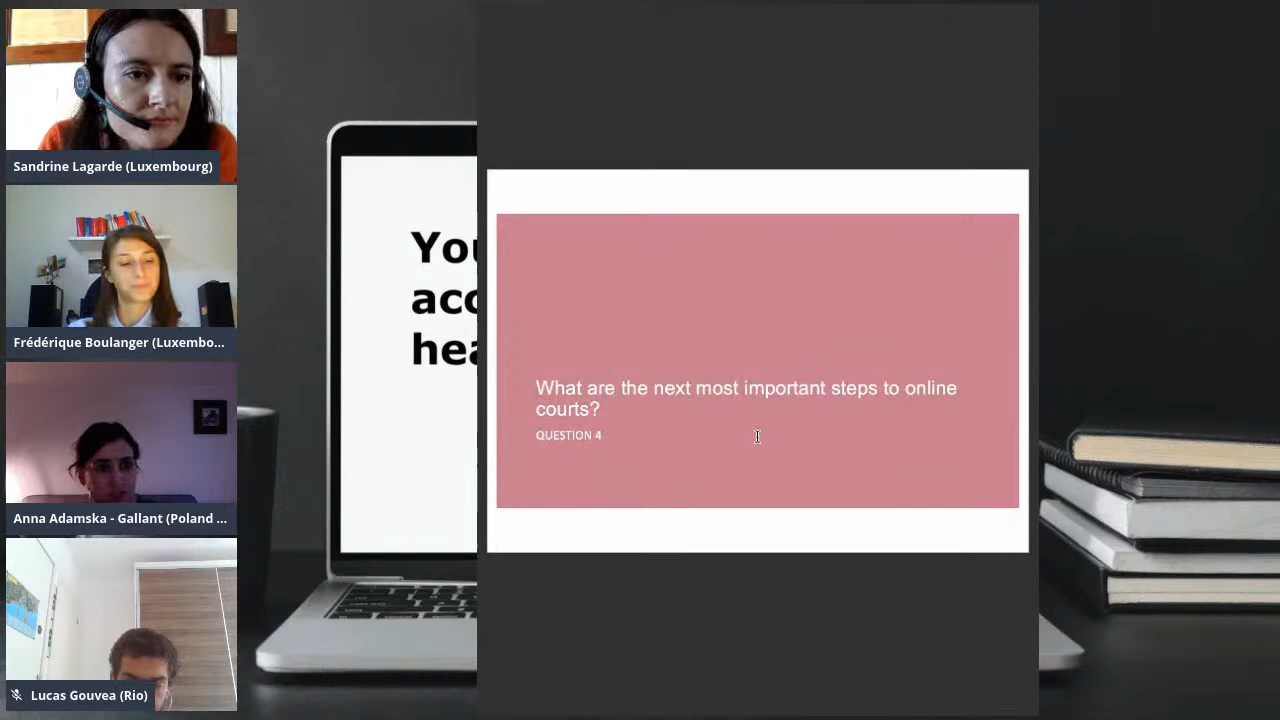 Sandrine Lagarde (Luxembourg)
Frédérique Boulanger (Luxembo...
Anna Adamska - Gallant (Poland ...
Lucas Gouvea (Rio)
You
acc
hea
What are the next most important steps to online
courts?
QUESTION 4